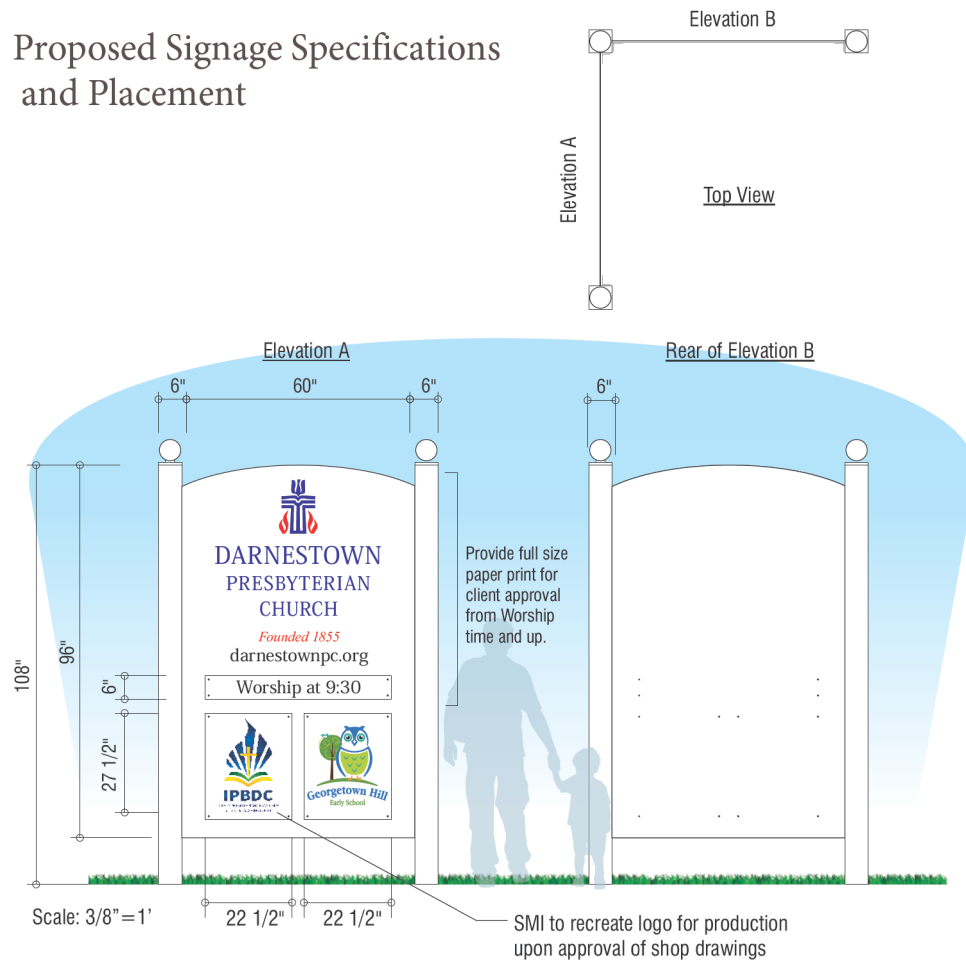 Proposed Signage Specifications
and Placement
Elevation B
Elevation A
Top View
Elevation A
Rear of Elevation B
6"
60"
6"
6"
108"
96"
6"
27 1/2"
DARNESTOWN
PRESBYTERIAN
CHURCH
Founded 1855
darnestownpc.org
Worship at 9:30
IPBDC
Georgetown Hill
Early School
Provide full size
paper print for
client approval
from Worship
time and up.
22 1/2"
22 1/2"
Scale: 3/8”=1’
SMI to recreate logo for production
upon approval of shop drawings